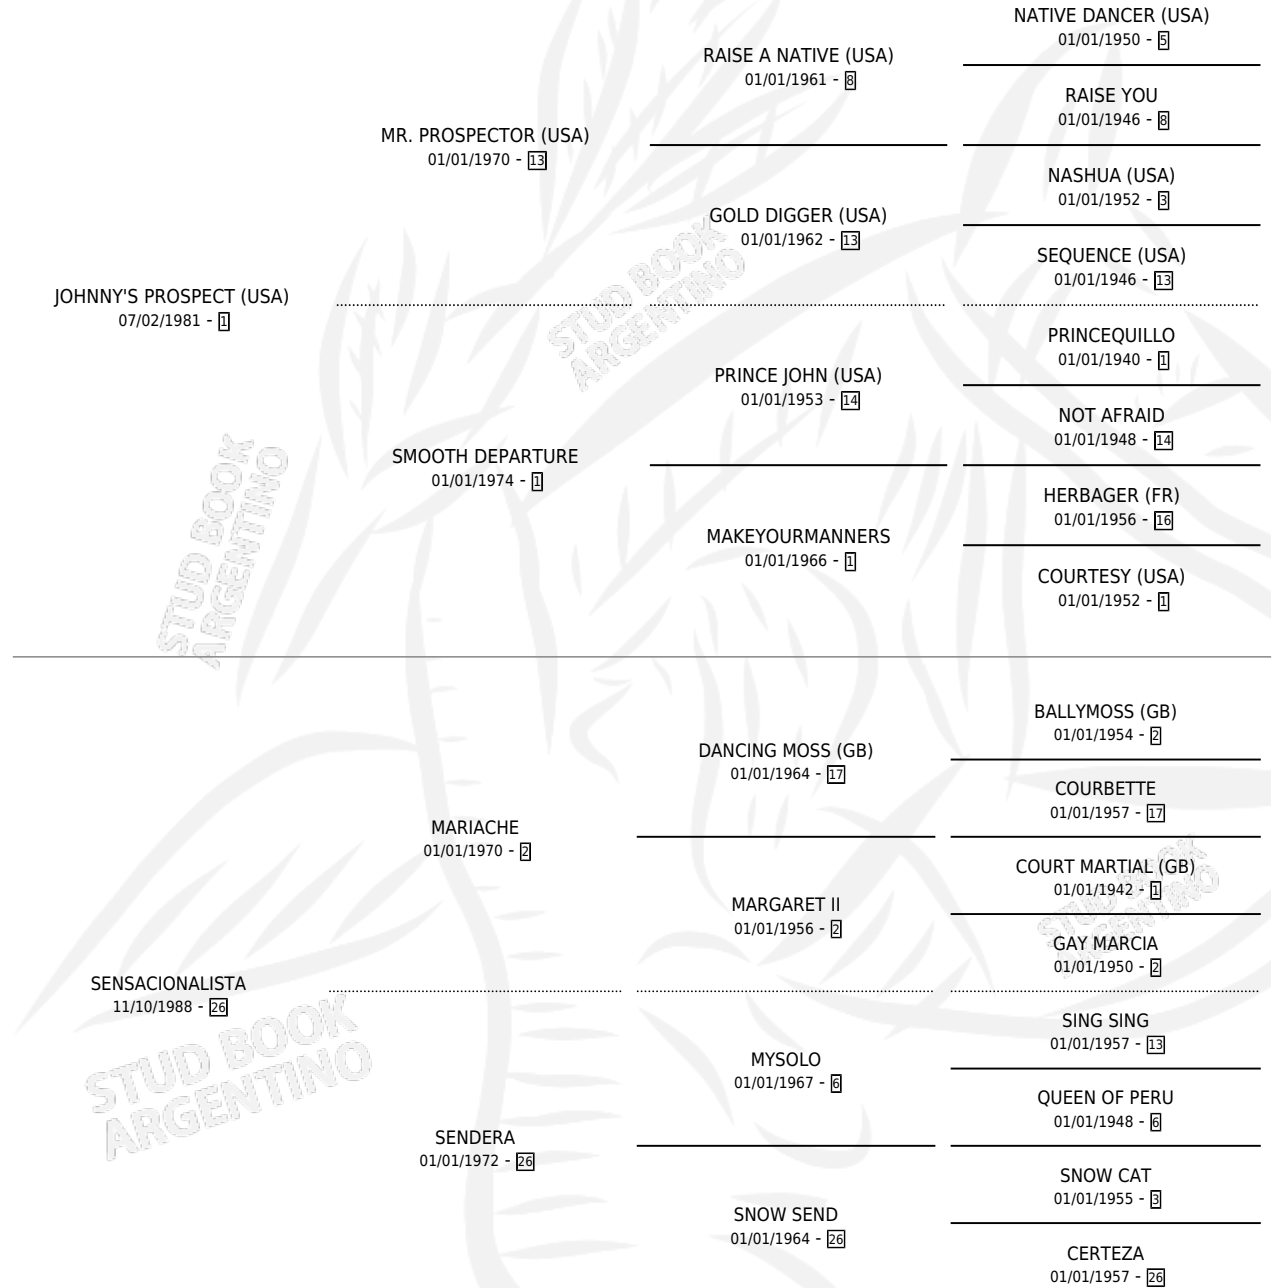 NATIVE DANCER (USA)
01/01/1950 - 5
RAISE A NATIVE (USA)
01/01/1961 - 8
RAISE YOU
01/01/1946 - 8
MR. PROSPECTOR (USA)
01/01/1970 - 13
NASHUA (USA)
01/01/1952 - 3
GOLD DIGGER (USA)
01/01/1962 - 13
SEQUENCE (USA)
01/01/1946 - 13
JOHNNY'S PROSPECT (USA)
07/02/1981 - 1
STUD BOOK
ARGENTINO
PRINCEQUILLO
01/01/1940 - 1
PRINCE JOHN (USA)
01/01/1953 - 14
NOT AFRAID
01/01/1948 - 14
SMOOTH DEPARTURE
01/01/1974 - 1
HERBAGER (FR)
01/01/1956 - 16
MAKEYOURMANNERS
01/01/1966 - 1
COURTESY (USA)
01/01/1952 - 1
STUD BOOK
ARGENTINO
BALLYMOSS (GB)
01/01/1954 - 2
DANCING MOSS (GB)
01/01/1964 - 17
COURBETTE
01/01/1957 - 17
MARIACHE
01/01/1970 - 2
COURT MARTIAL (GB)
01/01/1942 - 1
MARGARET II
01/01/1956 - 2
GAY MARCIA
01/01/1950 - 2
STUD BOOK
ARGENTINO
SENSACIONALISTA
11/10/1988 - 26
SING SING
01/01/1957 - 13
MYSOLO
01/01/1967 - 6
QUEEN OF PERU
01/01/1948 - 6
STUD BOOK
ARGENTINO
SENDERA
01/01/1972 - 26
SNOW CAT
01/01/1955 - 3
SNOW SEND
01/01/1964 - 26
CERTEZA
01/01/1957 - 26